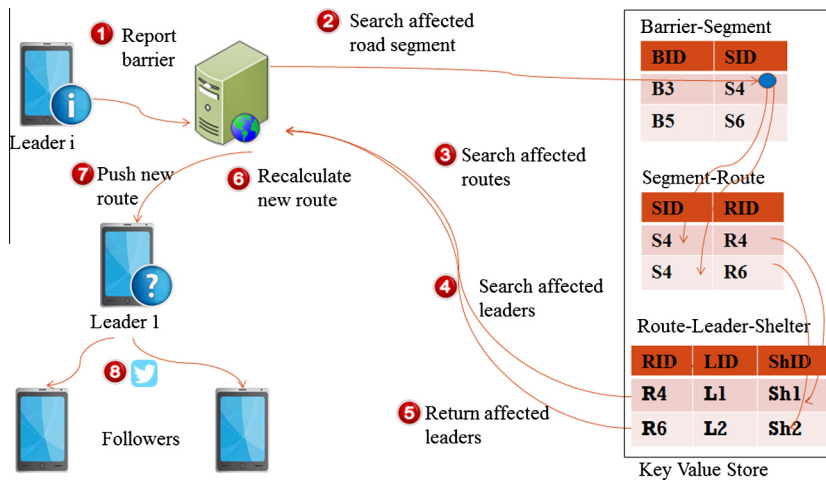 1 Report
barrier
2 Search affected
road segment
Leader i
i
3 Search affected
routes
7 Push new
route
6 Recalculate
new route
4 Search affected
leaders
?
Leader 1
8
5 Return affected
leaders
Followers
Barrier-Segment
BID SID
B3 S4
B5 S6
Segment-Route
SID RID
S4 R4
S4 R6
Route-Leader-Shelter
RID LID ShID
R4 L1 Sh1
R6 L2 Sh2
Key Value Store